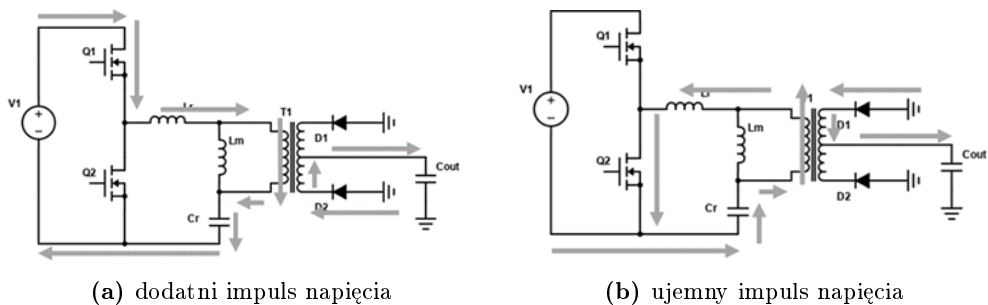 Q1
V1
T1
D1
Lm
Q2
Cout
Cr
D2
Q1
V1
D1
Lm
Q2
Cout
Cr
D2
(a) dodatni impuls napięcia
(b) ujemny impuls napięcia